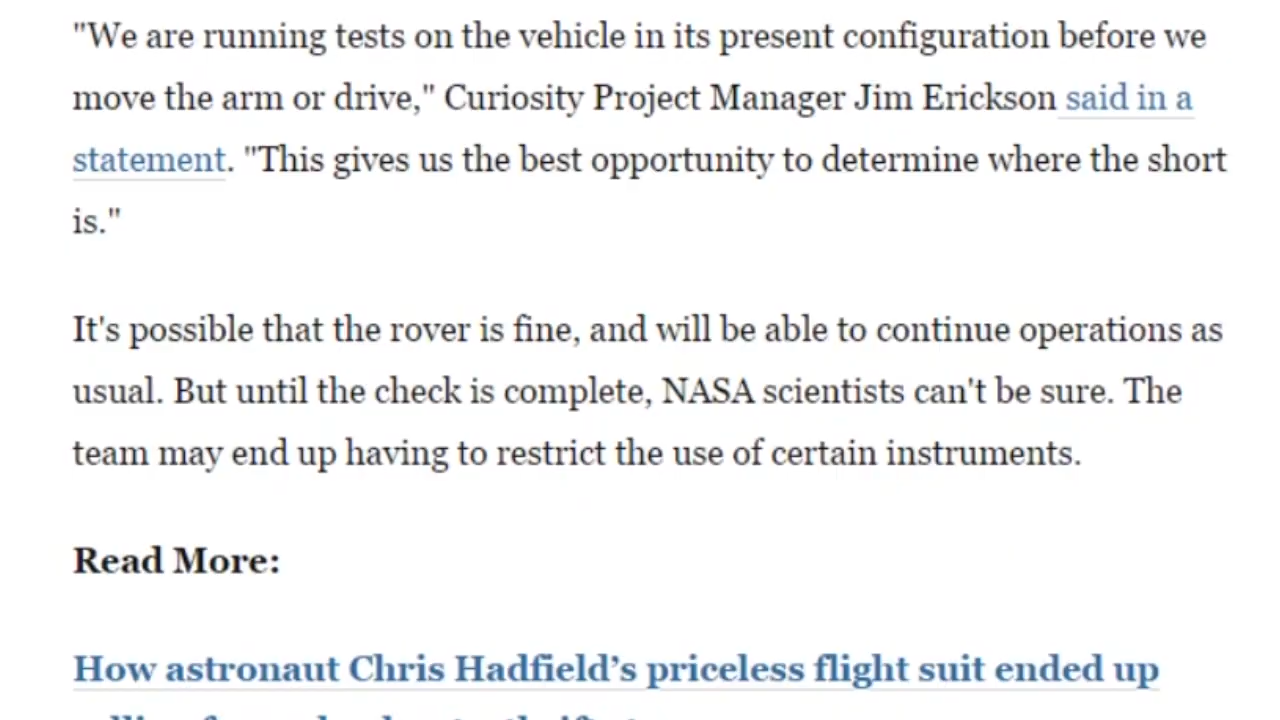 "We are running tests on the vehicle in its present configuration before we
move the arm or drive," Curiosity Project Manager Jim Erickson said in a
statement. "This gives us the best opportunity to determine where the short
is."
It's possible that the rover is fine, and will be able to continue operations as
usual. But until the check is complete, NASA scientists can't be sure. The
team may end up having to restrict the use of certain instruments.
Read More:
How astronaut Chris Hadfield’s priceless flight suit ended up